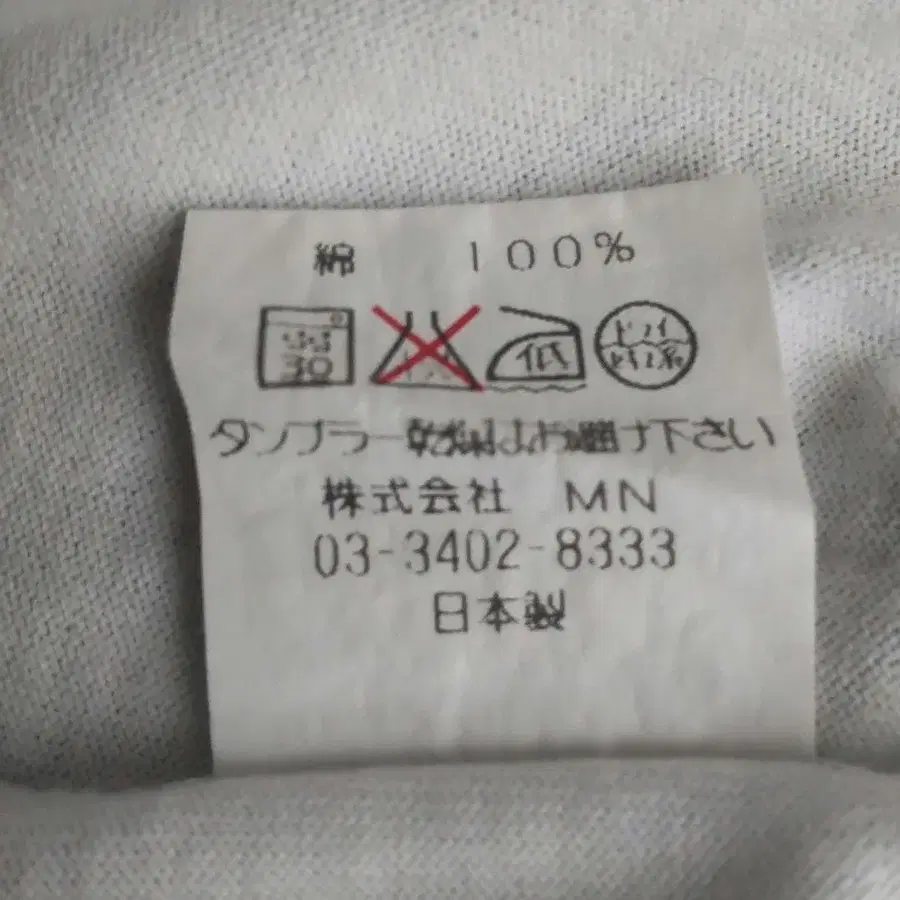 綿 100%
30 低 ドライ
タンブラー乾燥はお避け下さい
株式会社 MN
03-3402-8333
日本製